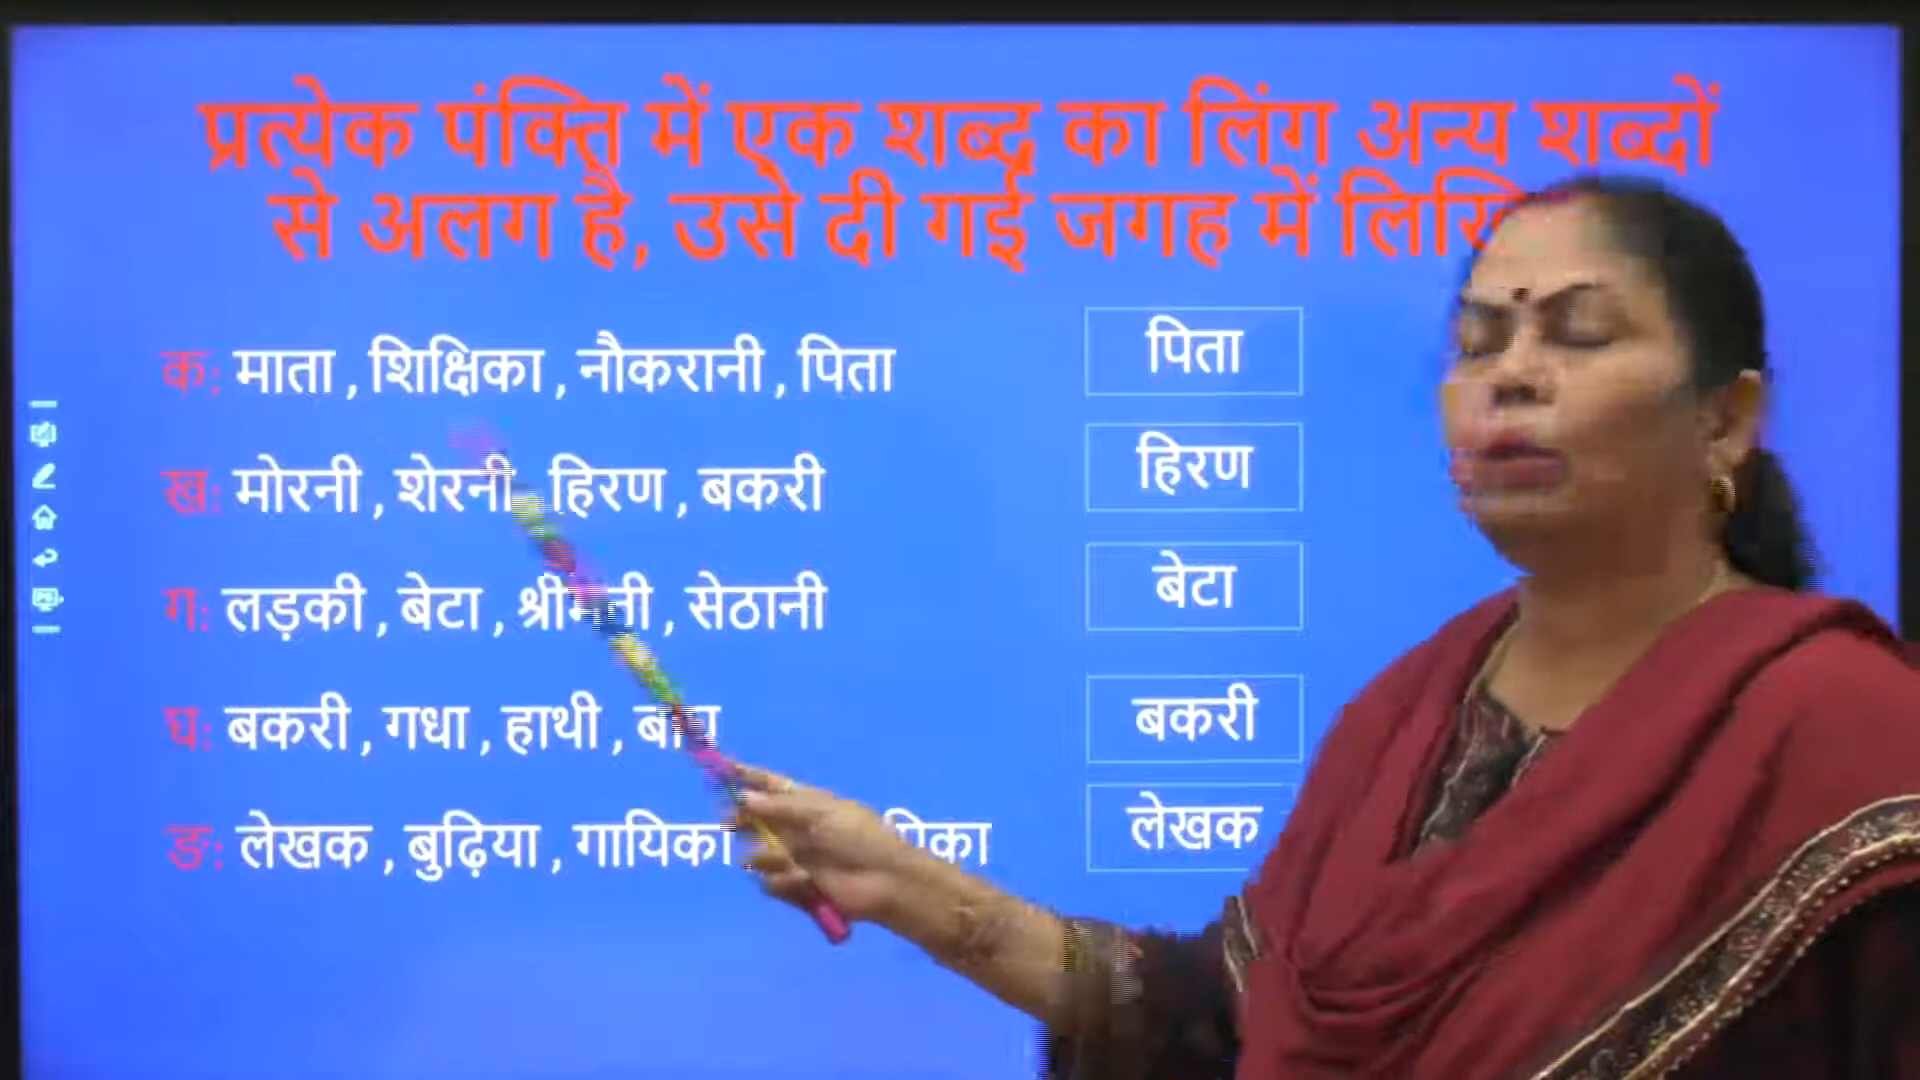 प्रत्येक पंक्ति में एक शब्द का लिंग अन्य शब्दों
से अलग है, उसे दी गई जगह में
क: माता , शिक्षिका , नौकरानी , पिता
पिता
ख: मोरनी , शेरनी हिरण , बकरी
हिरण
ग: लड़की , बेटा , श्रीमती , सेठानी
बेटा
घ: बकरी , गधा , हाथी ,
बकरी
ङ: लेखक , बुढ़िया , गायिका
लेखक